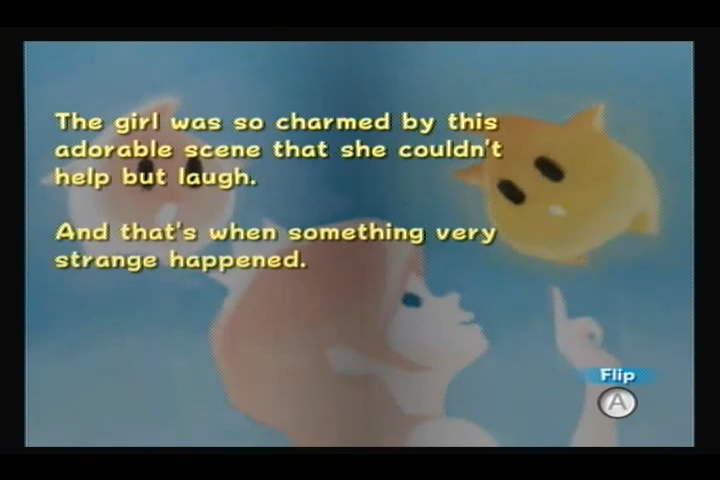 The girl was so charmed by this
adorable scene that she couldn't
help but laugh.
And that's when something very
strange happened.
Flip
A